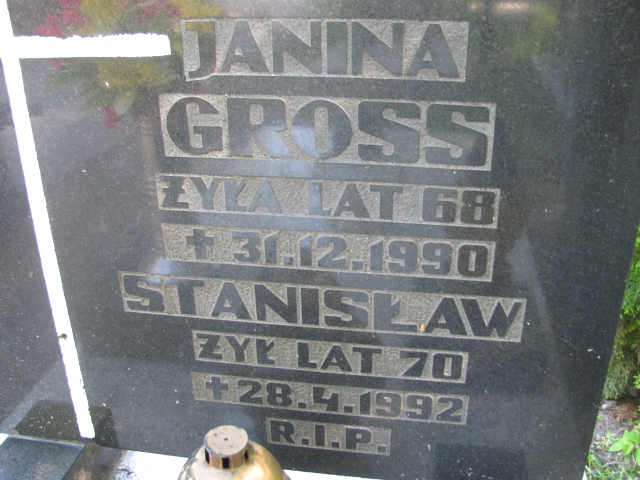 JANINA
GROSS
ŻYŁA LAT 68
✝ 31.12.1990
STANISŁAW
ŻYŁ LAT 70
✝ 28.4.1992
R.I.P.